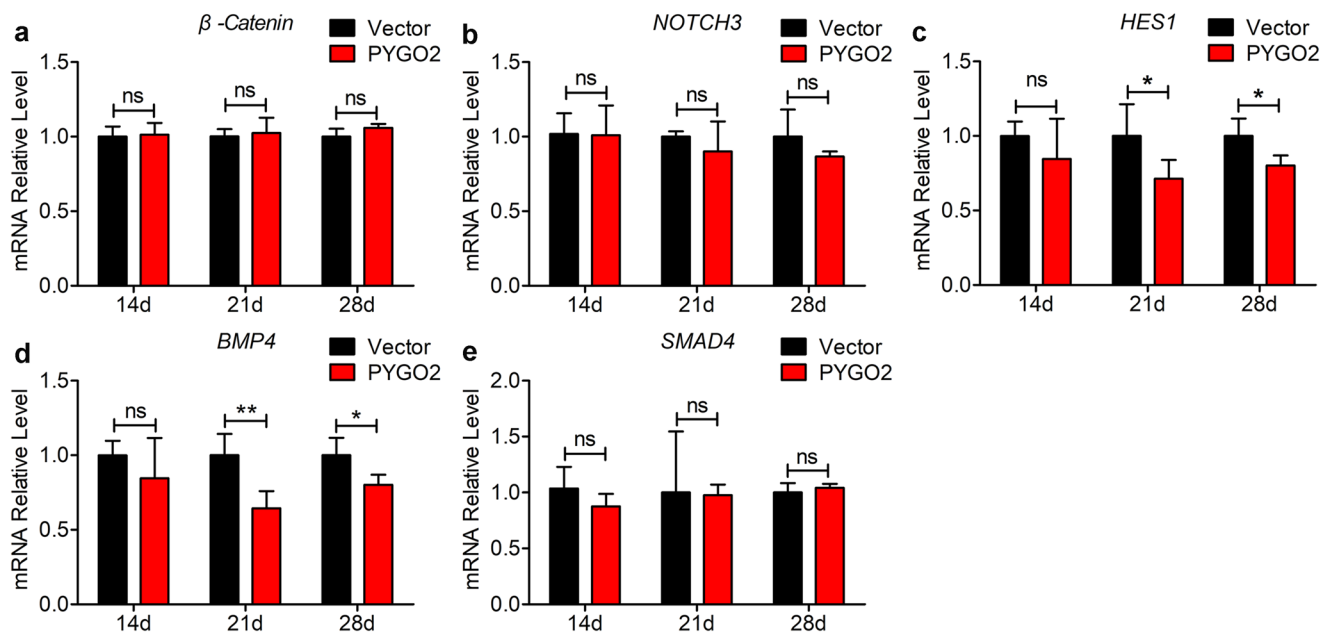 a
β -Catenin
Vector
PYGO2
mRNA Relative Level
1.5
1.0
0.5
0.0
ns
ns
ns
14d
21d
28d
b
NOTCH3
Vector
PYGO2
mRNA Relative Level
1.5
1.0
0.5
0.0
ns
ns
ns
14d
21d
28d
c
HES1
Vector
PYGO2
mRNA Relative Level
1.5
1.0
0.5
0.0
ns
*
*
14d
21d
28d
d
BMP4
Vector
PYGO2
mRNA Relative Level
1.5
1.0
0.5
0.0
ns
**
*
14d
21d
28d
e
SMAD4
Vector
PYGO2
mRNA Relative Level
2.0
1.5
1.0
0.5
0.0
ns
ns
ns
14d
21d
28d